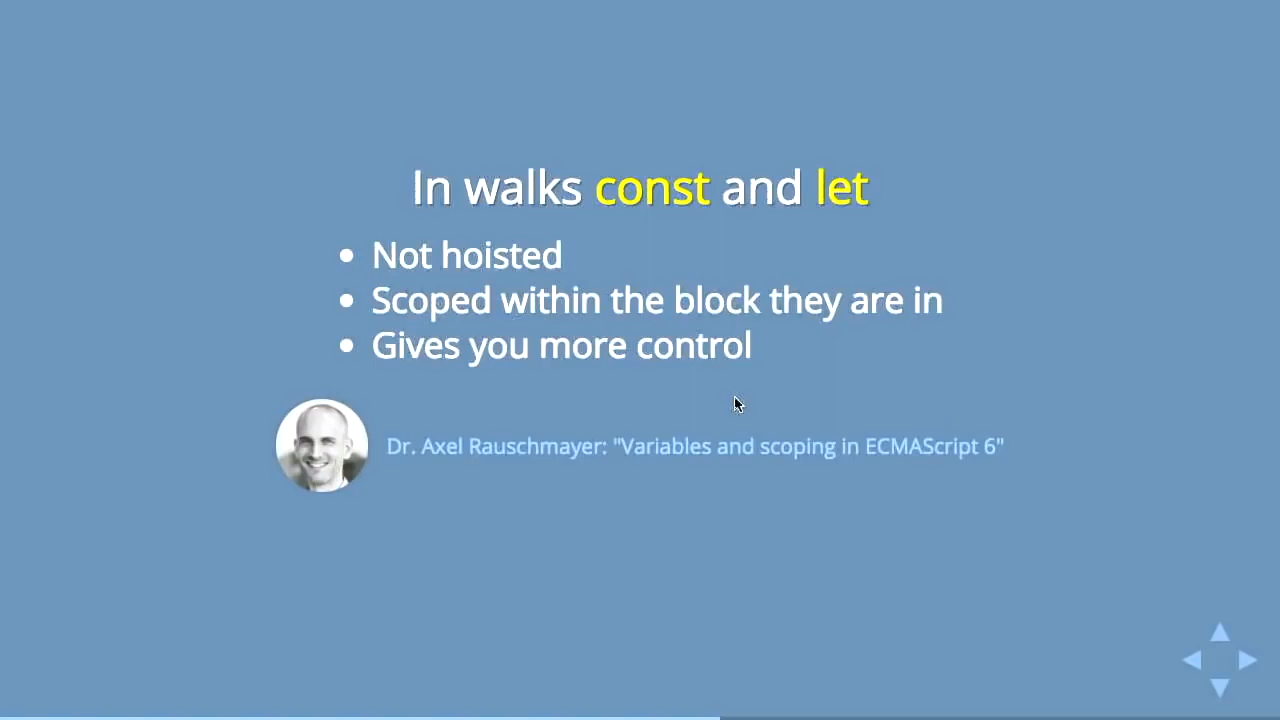 In walks const and let
Not hoisted
Scoped within the block they are in
Gives you more control
Dr. Axel Rauschmayer: "Variables and scoping in ECMAScript 6"